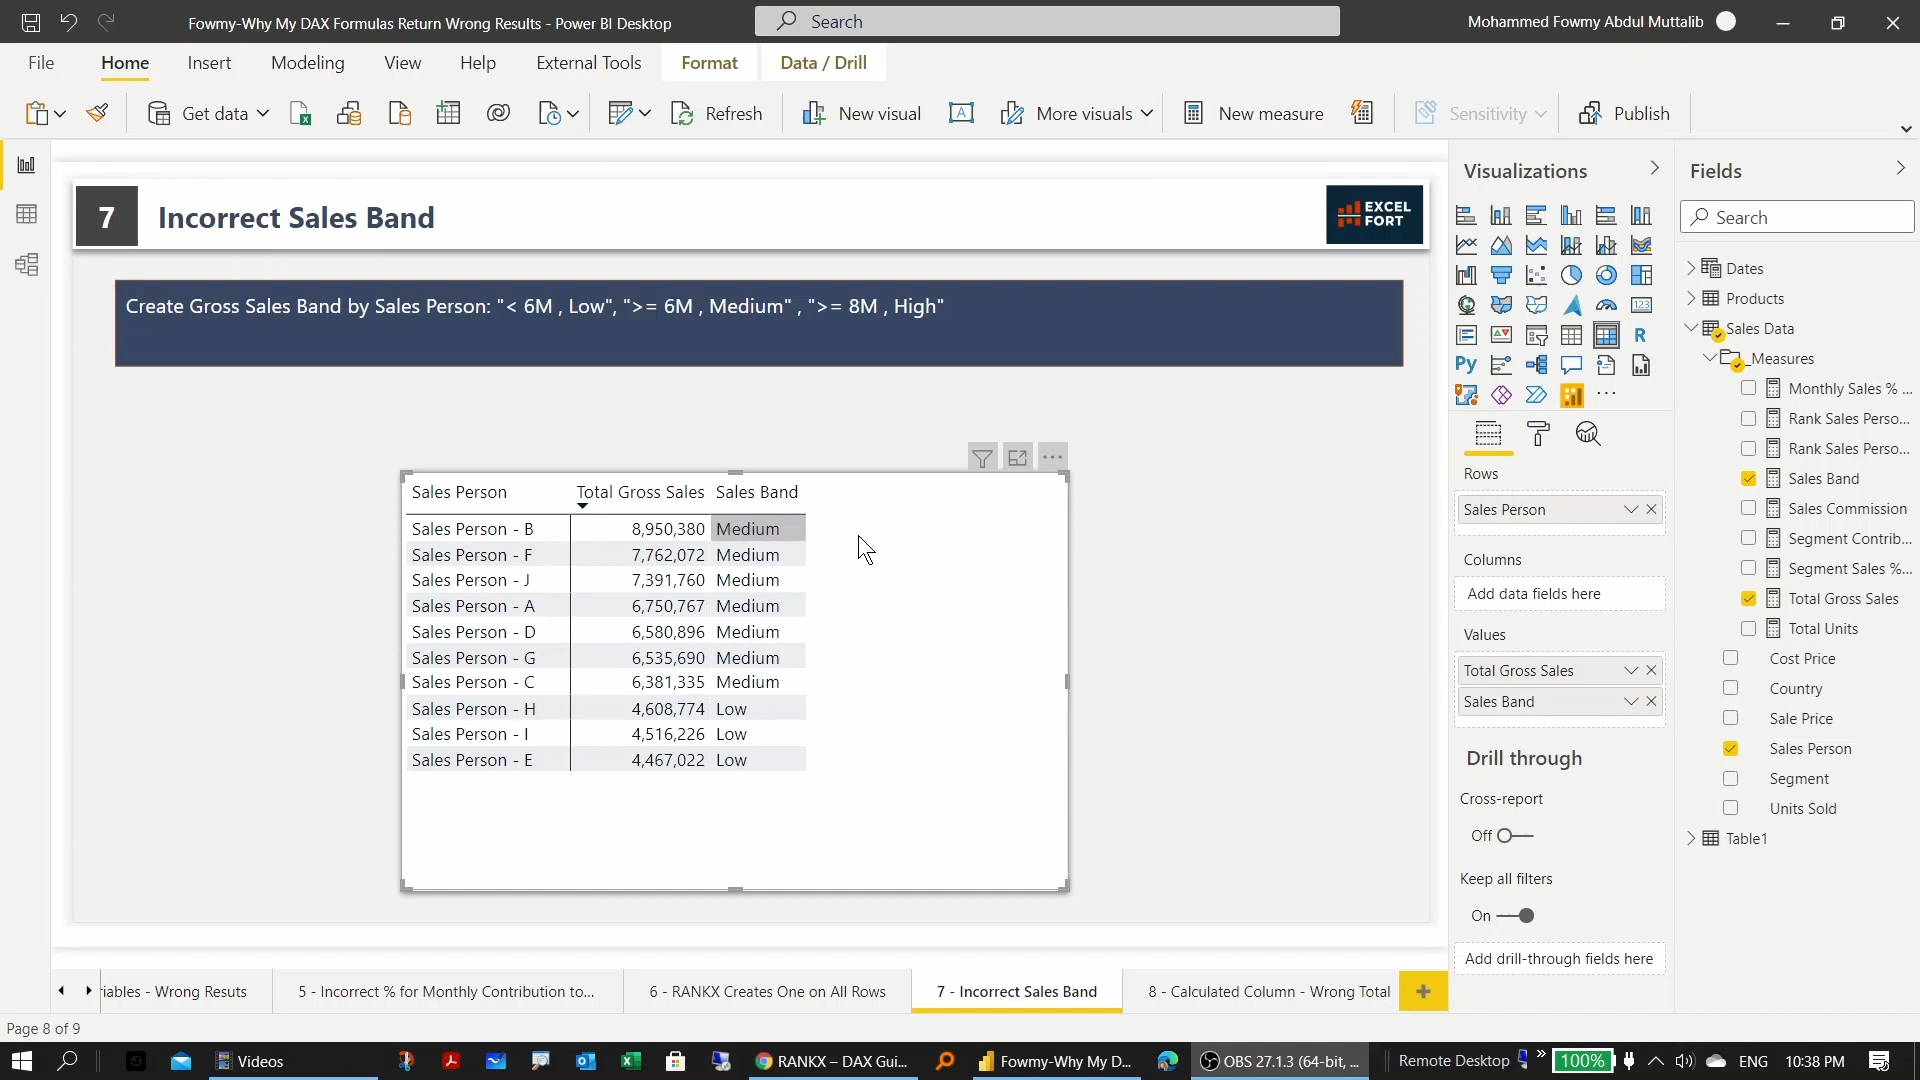 Fowmy-Why My DAX Formulas Return Wrong Results - Power BI Desktop
Search
Mohammed Fowmy Abdul Muttalib
File Home Insert Modeling View Help External Tools Format Data / Drill
Get data Refresh New visual More visuals New measure Sensitivity Publish
7 Incorrect Sales Band
EXCEL
FORT
Create Gross Sales Band by Sales Person: "< 6M , Low", ">= 6M , Medium" , ">= 8M , High"
Sales Person Total Gross Sales Sales Band
Sales Person - B 8,950,380 Medium
Sales Person - F 7,762,072 Medium
Sales Person - J 7,391,760 Medium
Sales Person - A 6,750,767 Medium
Sales Person - D 6,580,896 Medium
Sales Person - G 6,535,690 Medium
Sales Person - C 6,381,335 Medium
Sales Person - H 4,608,774 Low
Sales Person - I 4,516,226 Low
Sales Person - E 4,467,022 Low
Visualizations
123
R
Py
Rows
Sales Person
Columns
Add data fields here
Values
Total Gross Sales
Sales Band
Drill through
Cross-report
Off
Keep all filters
On
Add drill-through fields here
Fields
Search
Dates
Products
Sales Data
_Measures
Monthly Sales % ...
Rank Sales Perso...
Rank Sales Perso...
Sales Band
Sales Commission
Segment Contrib...
Segment Sales %...
Total Gross Sales
Total Units
Cost Price
Country
Sale Price
Sales Person
Segment
Units Sold
Table1
iables - Wrong Resuts 5 - Incorrect % for Monthly Contribution to... 6 - RANKX Creates One on All Rows 7 - Incorrect Sales Band 8 - Calculated Column - Wrong Total
Page 8 of 9
Videos RANKX – DAX Gui... Fowmy-Why My D... OBS 27.1.3 (64-bit, ... Remote Desktop 100% ENG 10:38 PM